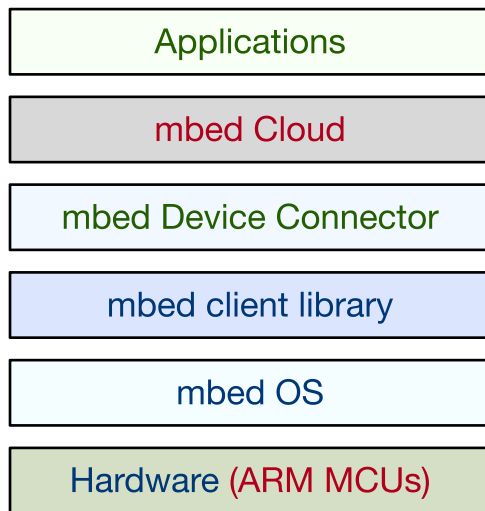 Applications
mbed Cloud
mbed Device Connector
mbed client library
mbed OS
Hardware (ARM MCUs)